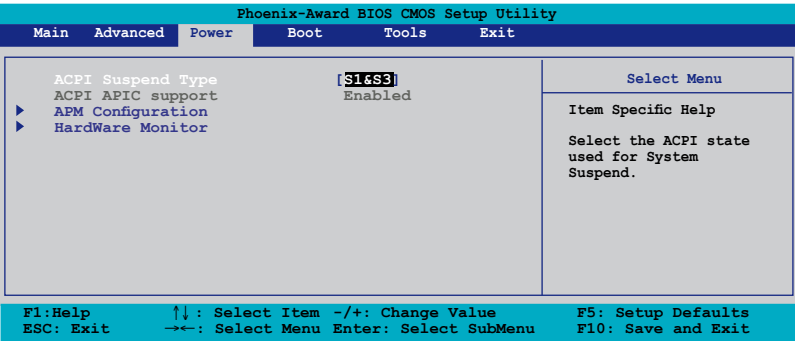 Phoenix-Award BIOS CMOS Setup Utility
Main Advanced Power Boot Tools Exit
ACPI Suspend Type [S1&S3]
ACPI APIC support Enabled
APM Configuration
HardWare Monitor
Select Menu
Item Specific Help
Select the ACPI state
used for System
Suspend.
F1:Help ↑↓ : Select Item -/+: Change Value F5: Setup Defaults
ESC: Exit →←: Select Menu Enter: Select SubMenu F10: Save and Exit